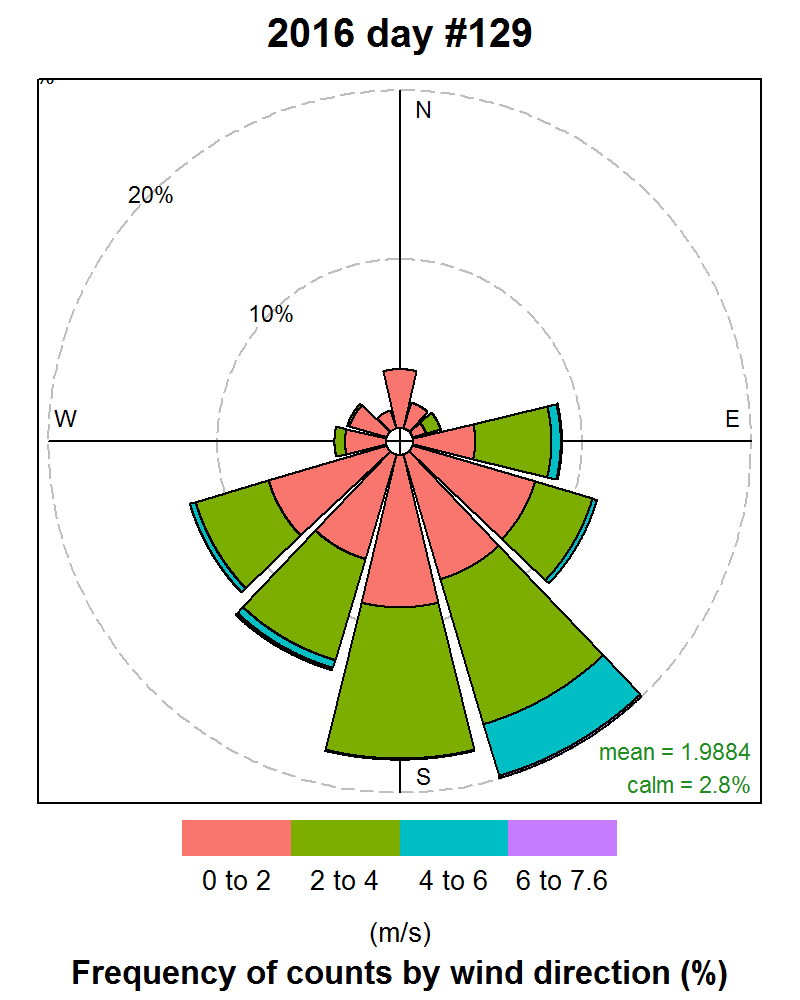 2016 day #129
N
20%
10%
W
E
mean = 1.9884
S
calm = 2.8%
0 to 2 2 to 4 4 to 6 6 to 7.6
(m/s)
Frequency of counts by wind direction (%)